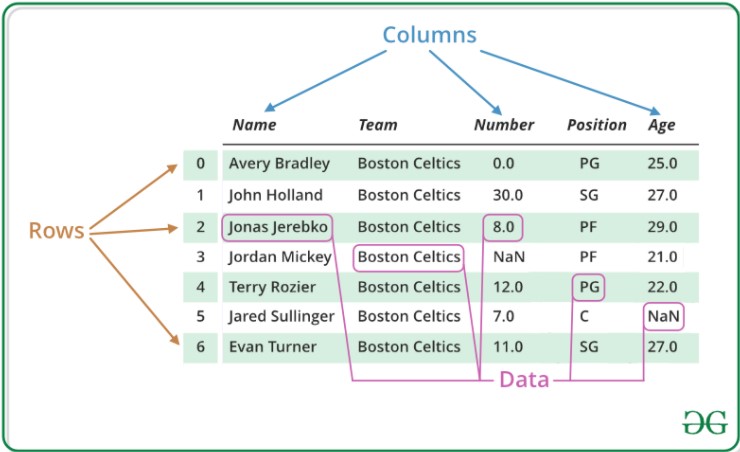 Columns
Name Team Number Position Age
0 Avery Bradley Boston Celtics 0.0 PG 25.0
1 John Holland Boston Celtics 30.0 SG 27.0
Rows
2 Jonas Jerebko Boston Celtics 8.0 PF 29.0
3 Jordan Mickey Boston Celtics NaN PF 21.0
4 Terry Rozier Boston Celtics 12.0 PG 22.0
5 Jared Sullinger Boston Celtics 7.0 C NaN
6 Evan Turner Boston Celtics 11.0 SG 27.0
Data